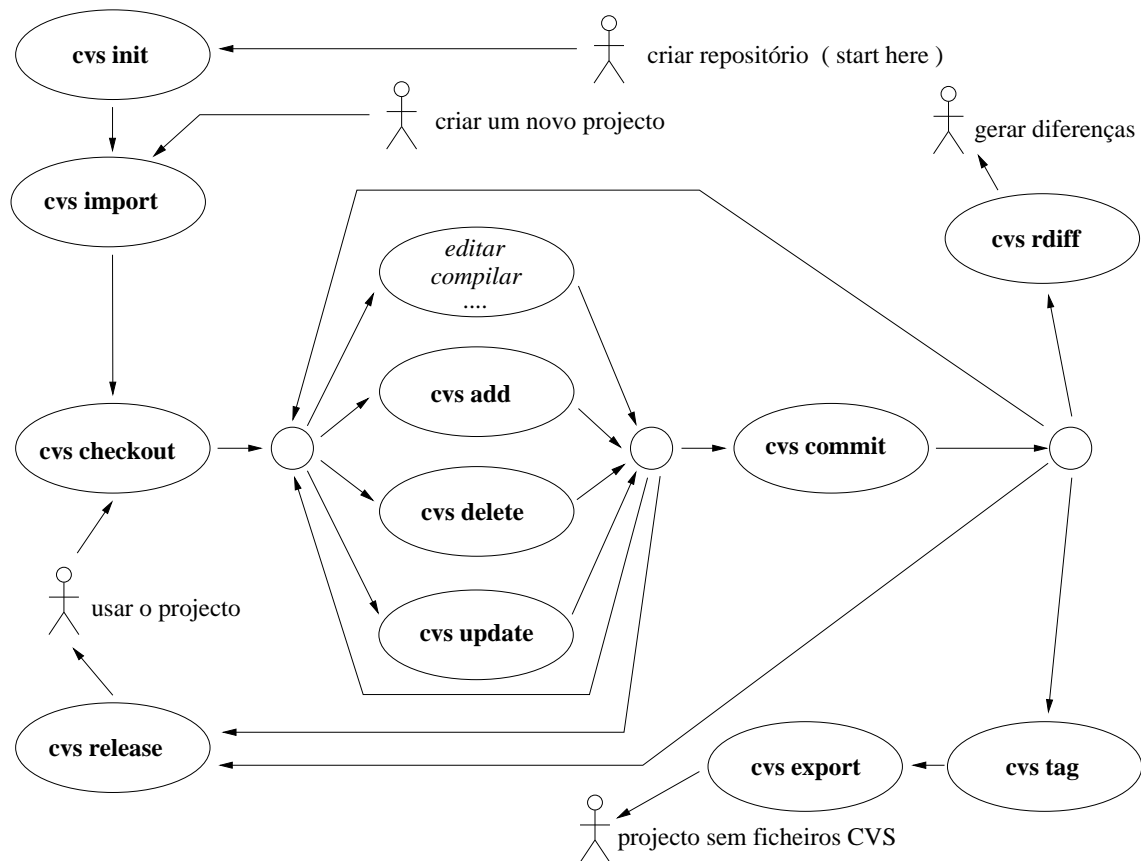 cvs init
criar repositório ( start here )
criar um novo projecto
gerar diferenças
cvs import
cvs rdiff
editar
compilar
....
cvs add
cvs checkout
cvs commit
cvs delete
usar o projecto
cvs update
cvs release
cvs export
cvs tag
projecto sem ficheiros CVS